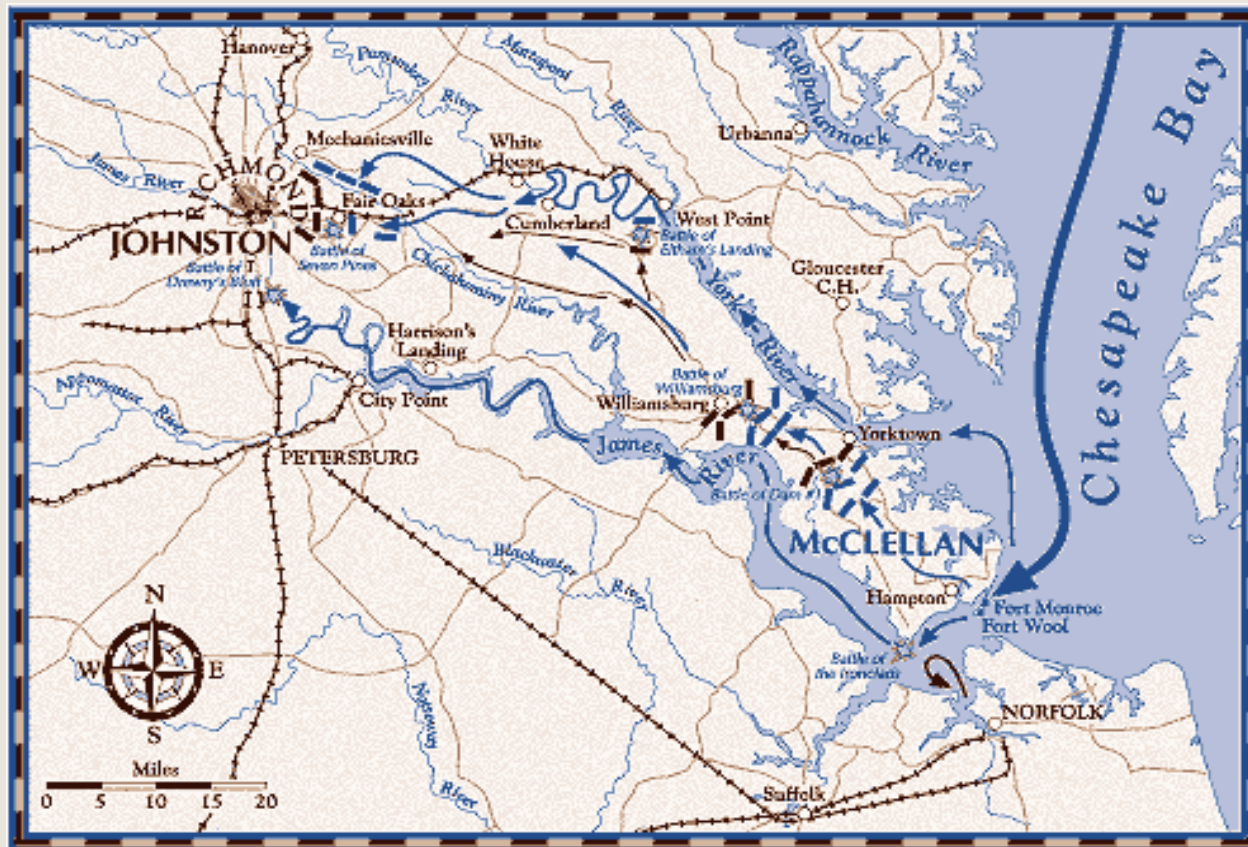 Hanover
Pamunkey
River
Mattaponi
River
Rappahannock
River
Chesapeake Bay
Urbanna
Mechanicsville
White
House
James River
RICHMOND
Fair Oaks
Cumberland
West Point
Battle of
Eltham's Landing
JOHNSTON
Battle of
Seven Pines
Battle of
Drewry's Bluff
Chickahominy River
Gloucester
C.H.
York River
Harrison's
Landing
Battle of
Williamsburg
Williamsburg
City Point
Appomattox
River
Yorktown
James River
PETERSBURG
Battle of Dam #1
McCLELLAN
Blackwater
River
Hampton
Fort Monroe
Fort Wool
Battle of
the Ironclads
N
W E
S
Nottoway
River
NORFOLK
Miles
0 5 10 15 20
Suffolk